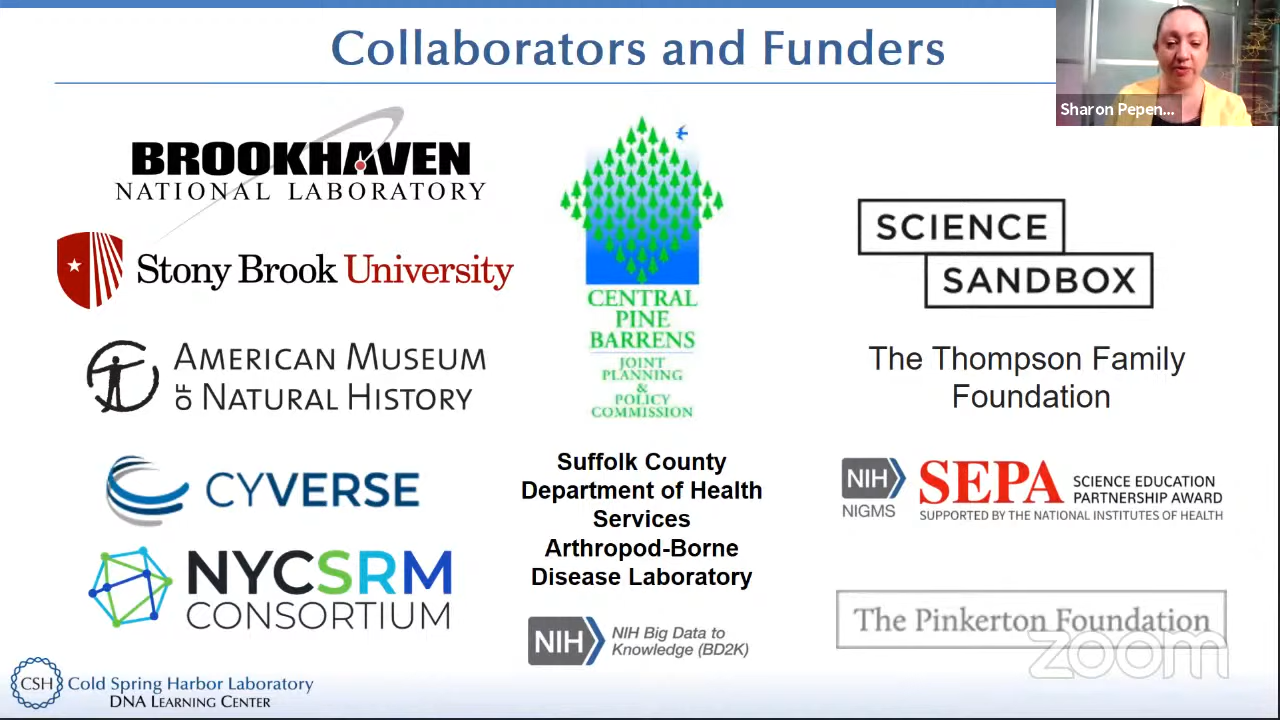 Collaborators and Funders
Sharon Pepen...
BROOKHAVEN
NATIONAL LABORATORY
Stony Brook University
AMERICAN MUSEUM
OF NATURAL HISTORY
CYVERSE
NYCSRM
CONSORTIUM
CENTRAL
PINE
BARRENS
JOINT
PLANNING
&
POLICY
COMMISSION
Suffolk County
Department of Health
Services
Arthropod-Borne
Disease Laboratory
NIH
NIH Big Data to
Knowledge (BD2K)
SCIENCE
SANDBOX
The Thompson Family
Foundation
NIH
NIGMS
SEPA
SCIENCE EDUCATION
PARTNERSHIP AWARD
SUPPORTED BY THE NATIONAL INSTITUTES OF HEALTH
The Pinkerton Foundation
zoom
CSH
Cold Spring Harbor Laboratory
DNA LEARNING CENTER